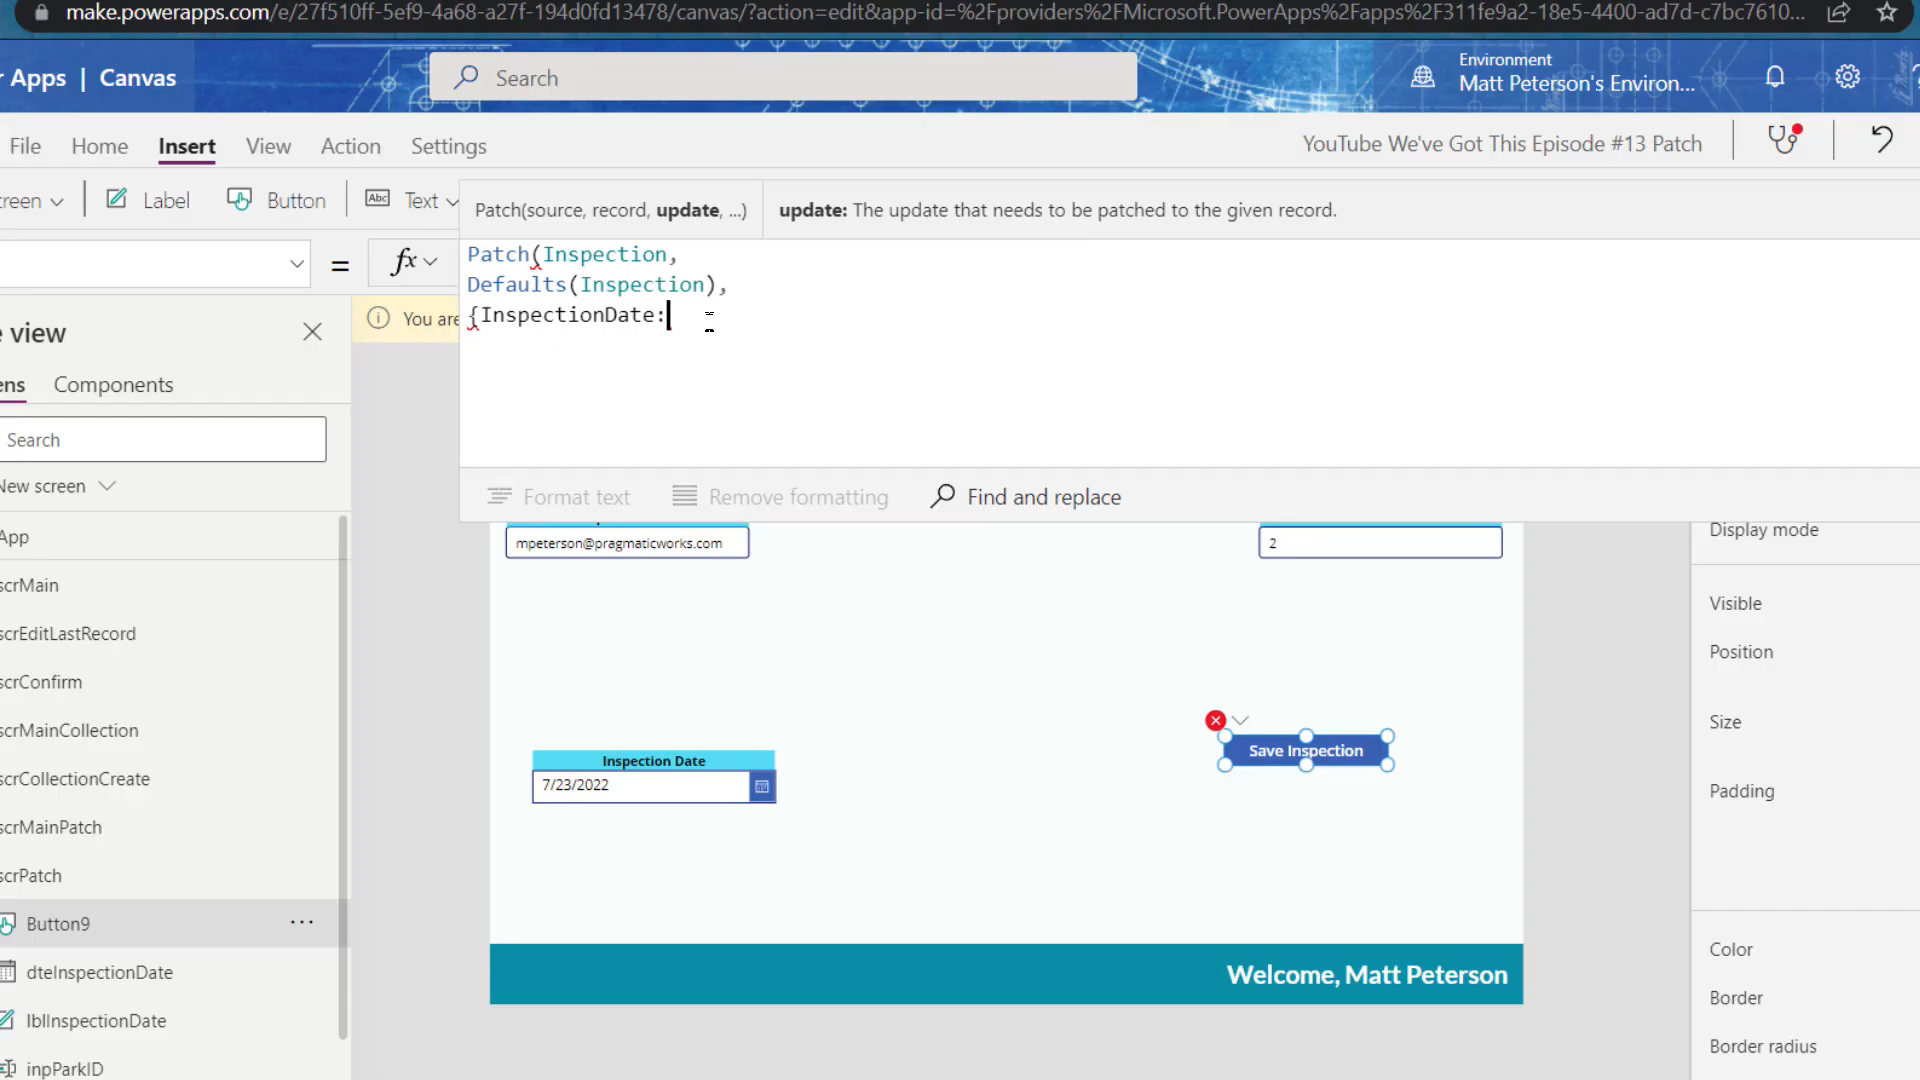 make.powerapps.com/e/27f510ff-5ef9-4a68-a27f-194d0fd13478/canvas/?action=edit&app-id=%2Fproviders%2FMicrosoft.PowerApps%2Fapps%2F311fe9a2-18e5-4400-ad7d-c7bc7610...
r Apps | Canvas
Search
Environment
Matt Peterson's Environ...
File
Home
Insert
View
Action
Settings
YouTube We've Got This Episode #13 Patch
reen
Label
Button
Abc
Text
Patch(source, record, update, ...)
update: The update that needs to be patched to the given record.
=
fx
Patch(Inspection,
Defaults(Inspection),
{InspectionDate:
You are
e view
ens
Components
Search
New screen
Format text
Remove formatting
Find and replace
App
scrMain
scrEditLastRecord
scrConfirm
scrMainCollection
scrCollectionCreate
scrMainPatch
scrPatch
Button9
...
dteInspectionDate
lblInspectionDate
inpParkID
mpeterson@pragmaticworks.com
2
Save Inspection
Inspection Date
7/23/2022
Welcome, Matt Peterson
Display mode
Visible
Position
Size
Padding
Color
Border
Border radius